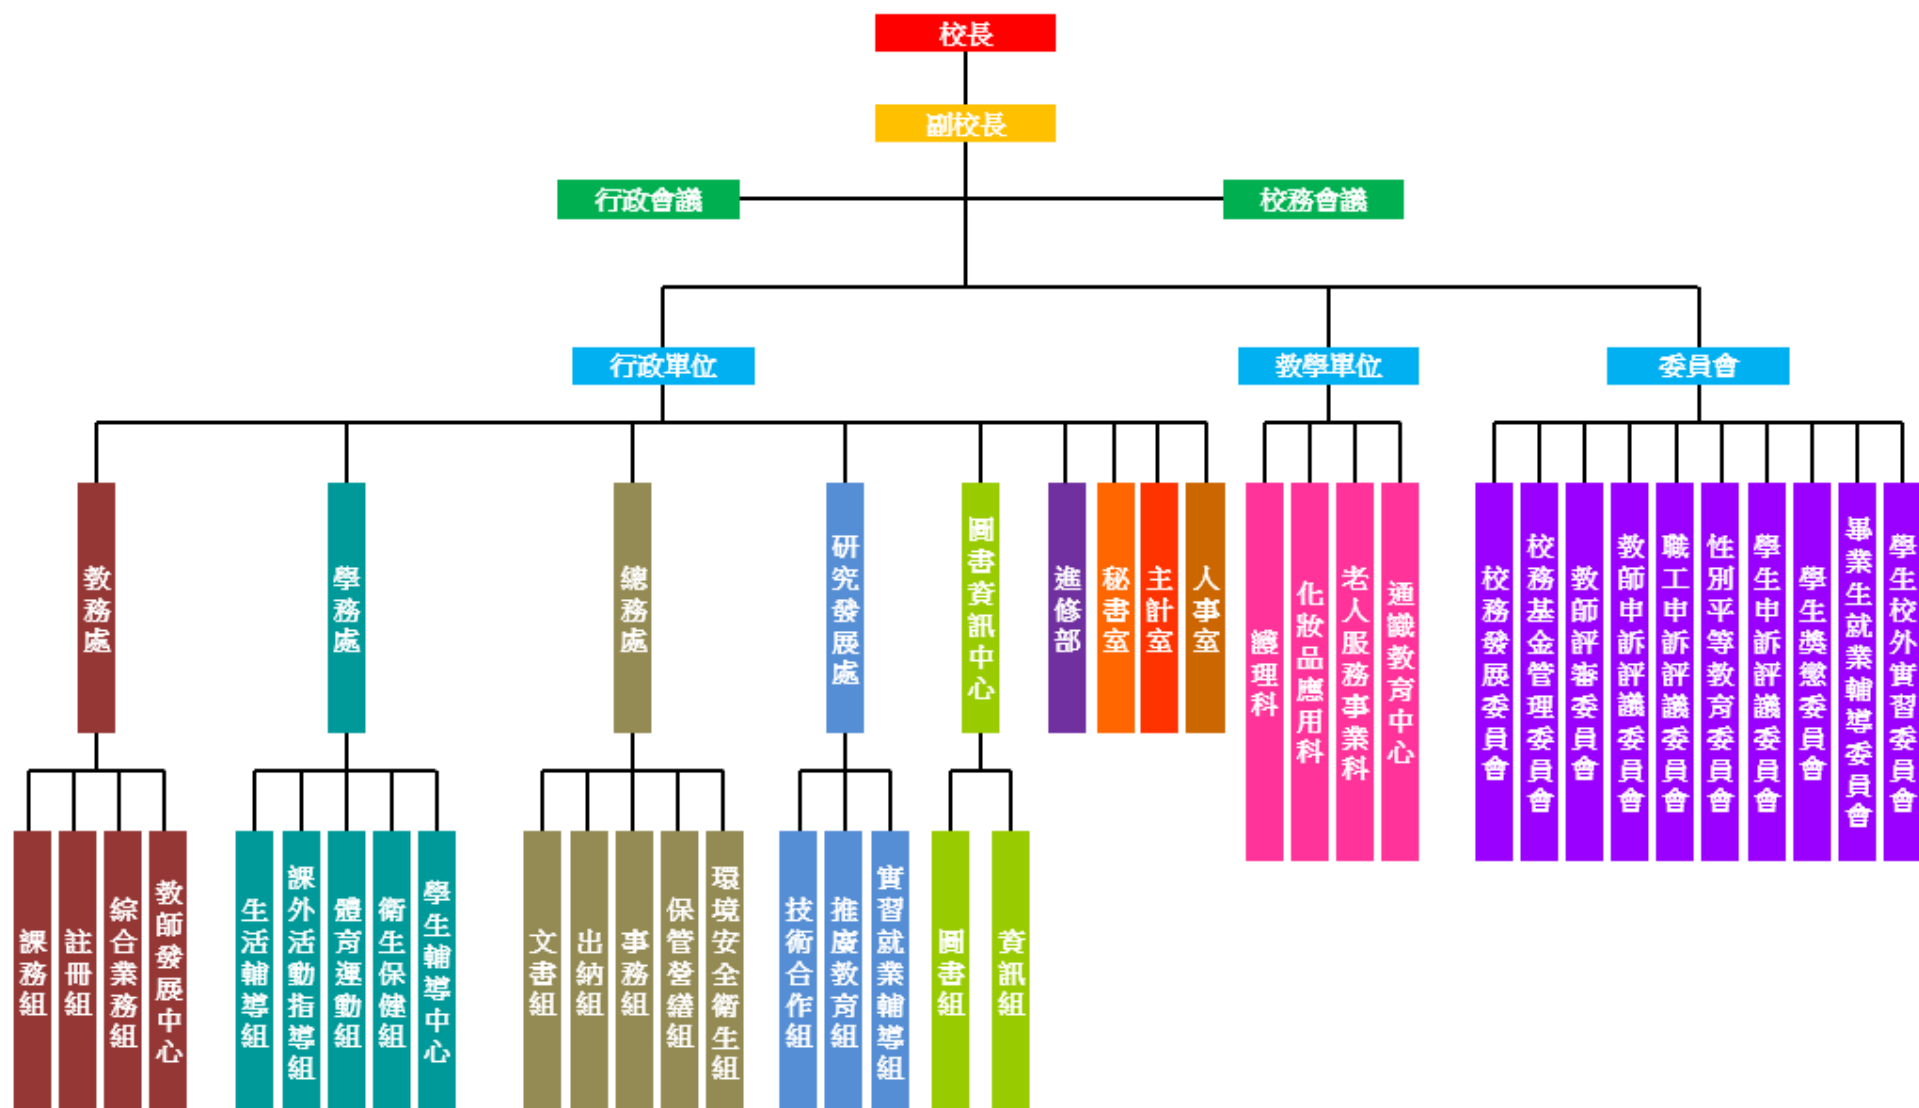 校長
副校長
行政會議
校務會議
行政單位
教學單位
委員會
教務處
學務處
總務處
研究發展處
圖書資訊中心
進修部
秘書室
主計室
人事室
護理科
化妝品應用科
老人服務事業科
通識教育中心
校務發展委員會
校務基金管理委員會
教師評審委員會
教師申訴評議委員會
職工申訴評議委員會
性別平等教育委員會
學生申訴評議委員會
學生獎懲委員會
畢業生就業輔導委員會
學生校外實習委員會
課務組
註冊組
綜合業務組
教師發展中心
生活輔導組
課外活動指導組
體育運動組
衛生保健組
學生輔導中心
文書組
出納組
事務組
保管營繕組
環境安全衛生組
技術合作組
推廣教育組
實習就業輔導組
圖書組
資訊組